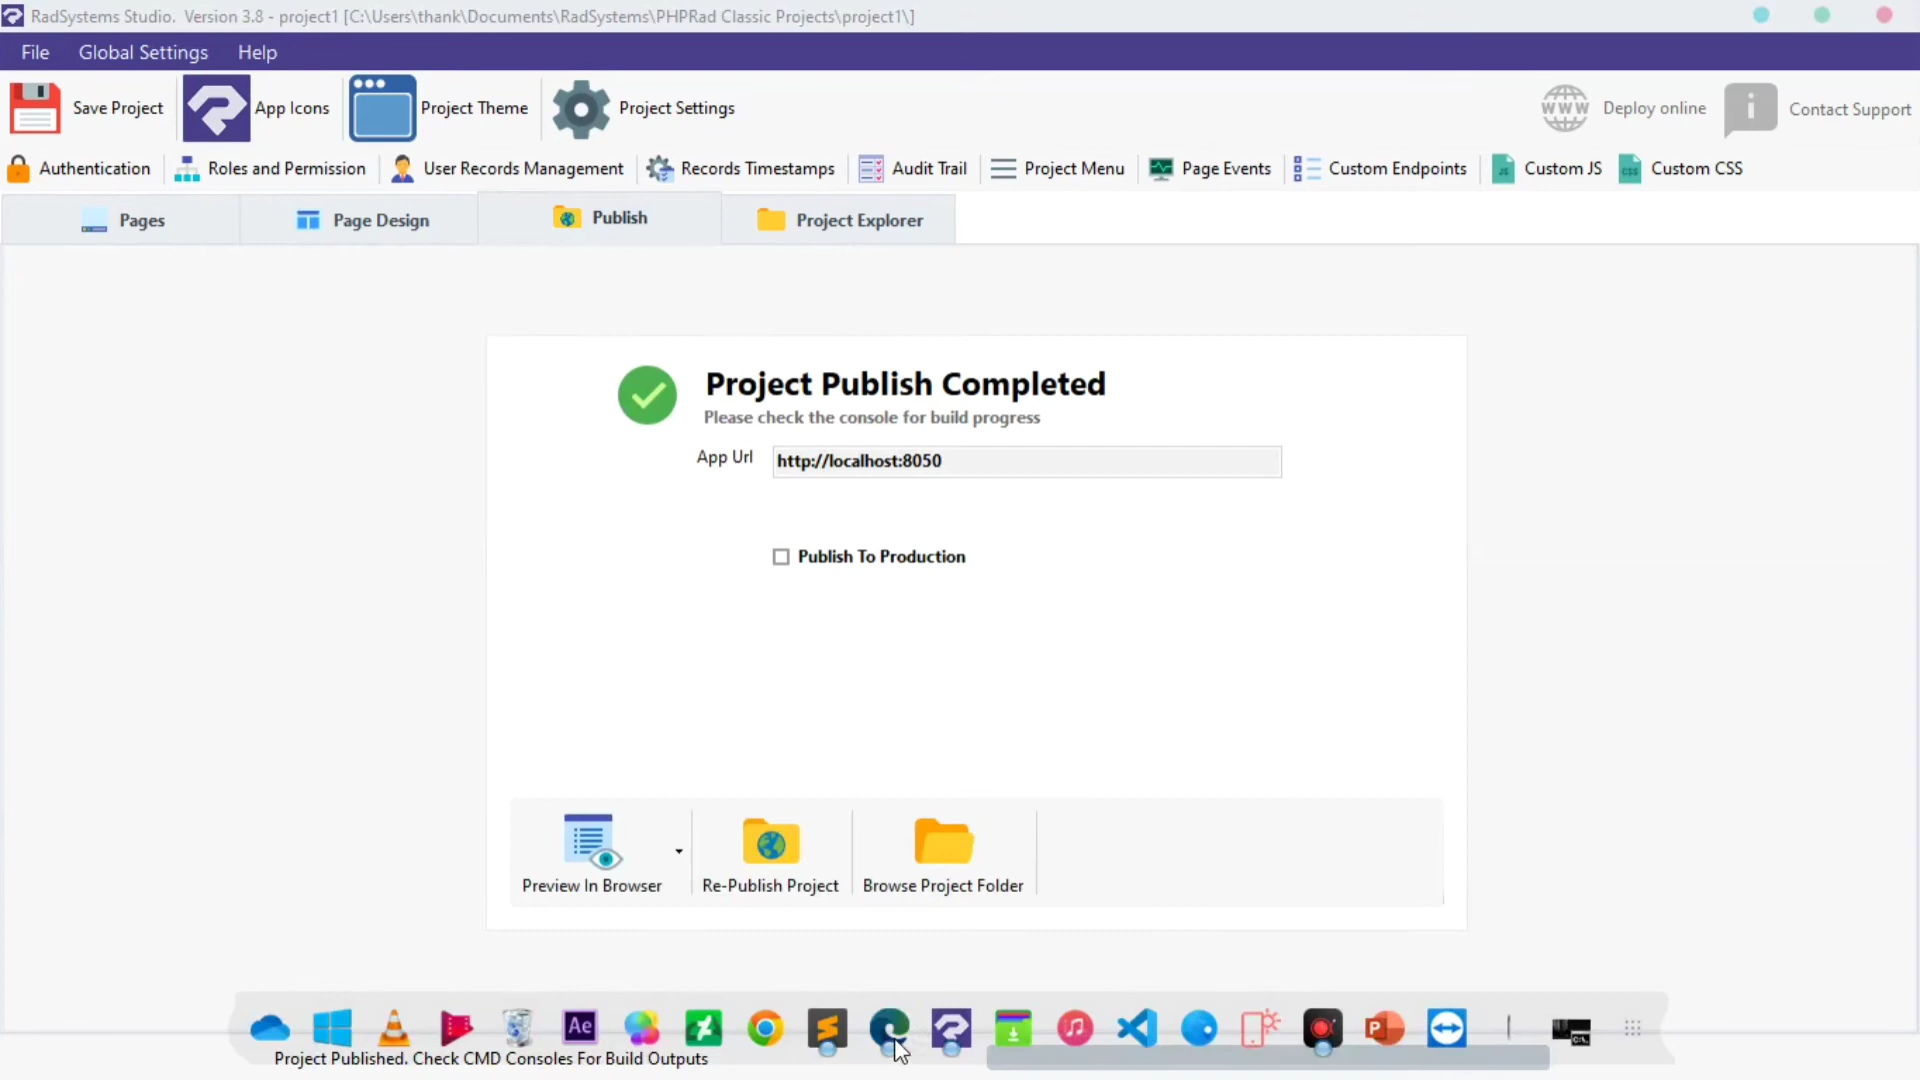 RadSystems Studio. Version 3.8 - project1 [C:\Users\thank\Documents\RadSystems\PHPRad Classic Projects\project1\]
File Global Settings Help
Save Project App Icons Project Theme Project Settings Deploy online Contact Support
Authentication Roles and Permission User Records Management Records Timestamps Audit Trail Project Menu Page Events Custom Endpoints Custom JS Custom CSS
Pages Page Design Publish Project Explorer
Project Publish Completed
Please check the console for build progress
App Url http://localhost:8050
Publish To Production
Preview In Browser Re-Publish Project Browse Project Folder
Ae
Project Published. Check CMD Consoles For Build Outputs